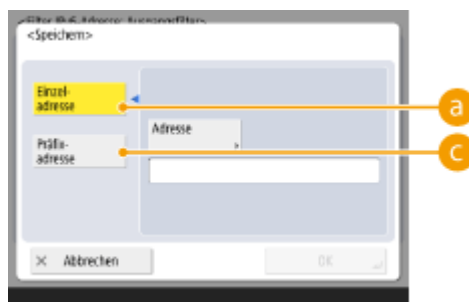 <Filter IPv6-Adresse: Ausgangsfilter>
<Speichern>
Einzel-
adresse
a
Adresse
Präfix-
adresse
c
× Abbrechen
OK